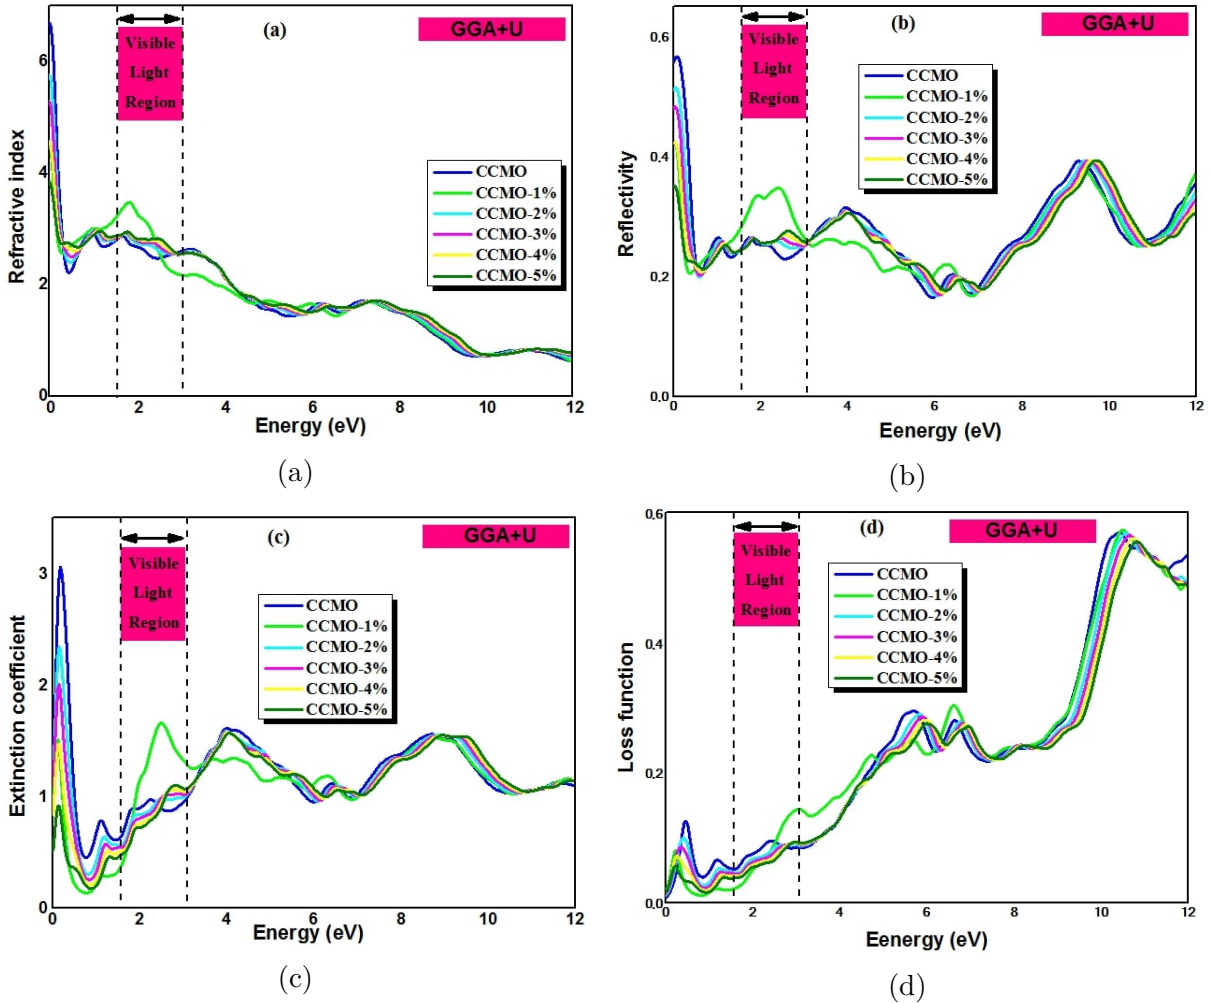 (a)
GGA+U
Visible
Light
Region
CCMO
CCMO-1%
CCMO-2%
CCMO-3%
CCMO-4%
CCMO-5%
Refractive index
6
4
2
0
0 2 4 6 8 10 12
Energy (eV)
(a)
(b)
GGA+U
Visible
Light
Region
CCMO
CCMO-1%
CCMO-2%
CCMO-3%
CCMO-4%
CCMO-5%
Reflectivity
0.6
0.4
0.2
0.0
0 2 4 6 8 10 12
Eenergy (eV)
(b)
(c)
GGA+U
Visible
Light
Region
CCMO
CCMO-1%
CCMO-2%
CCMO-3%
CCMO-4%
CCMO-5%
Extinction coefficient
3
2
1
0
0 2 4 6 8 10 12
Energy (eV)
(c)
(d)
GGA+U
Visible
Light
Region
CCMO
CCMO-1%
CCMO-2%
CCMO-3%
CCMO-4%
CCMO-5%
Loss function
0.6
0.4
0.2
0.0
0 2 4 6 8 10 12
Eenergy (eV)
(d)